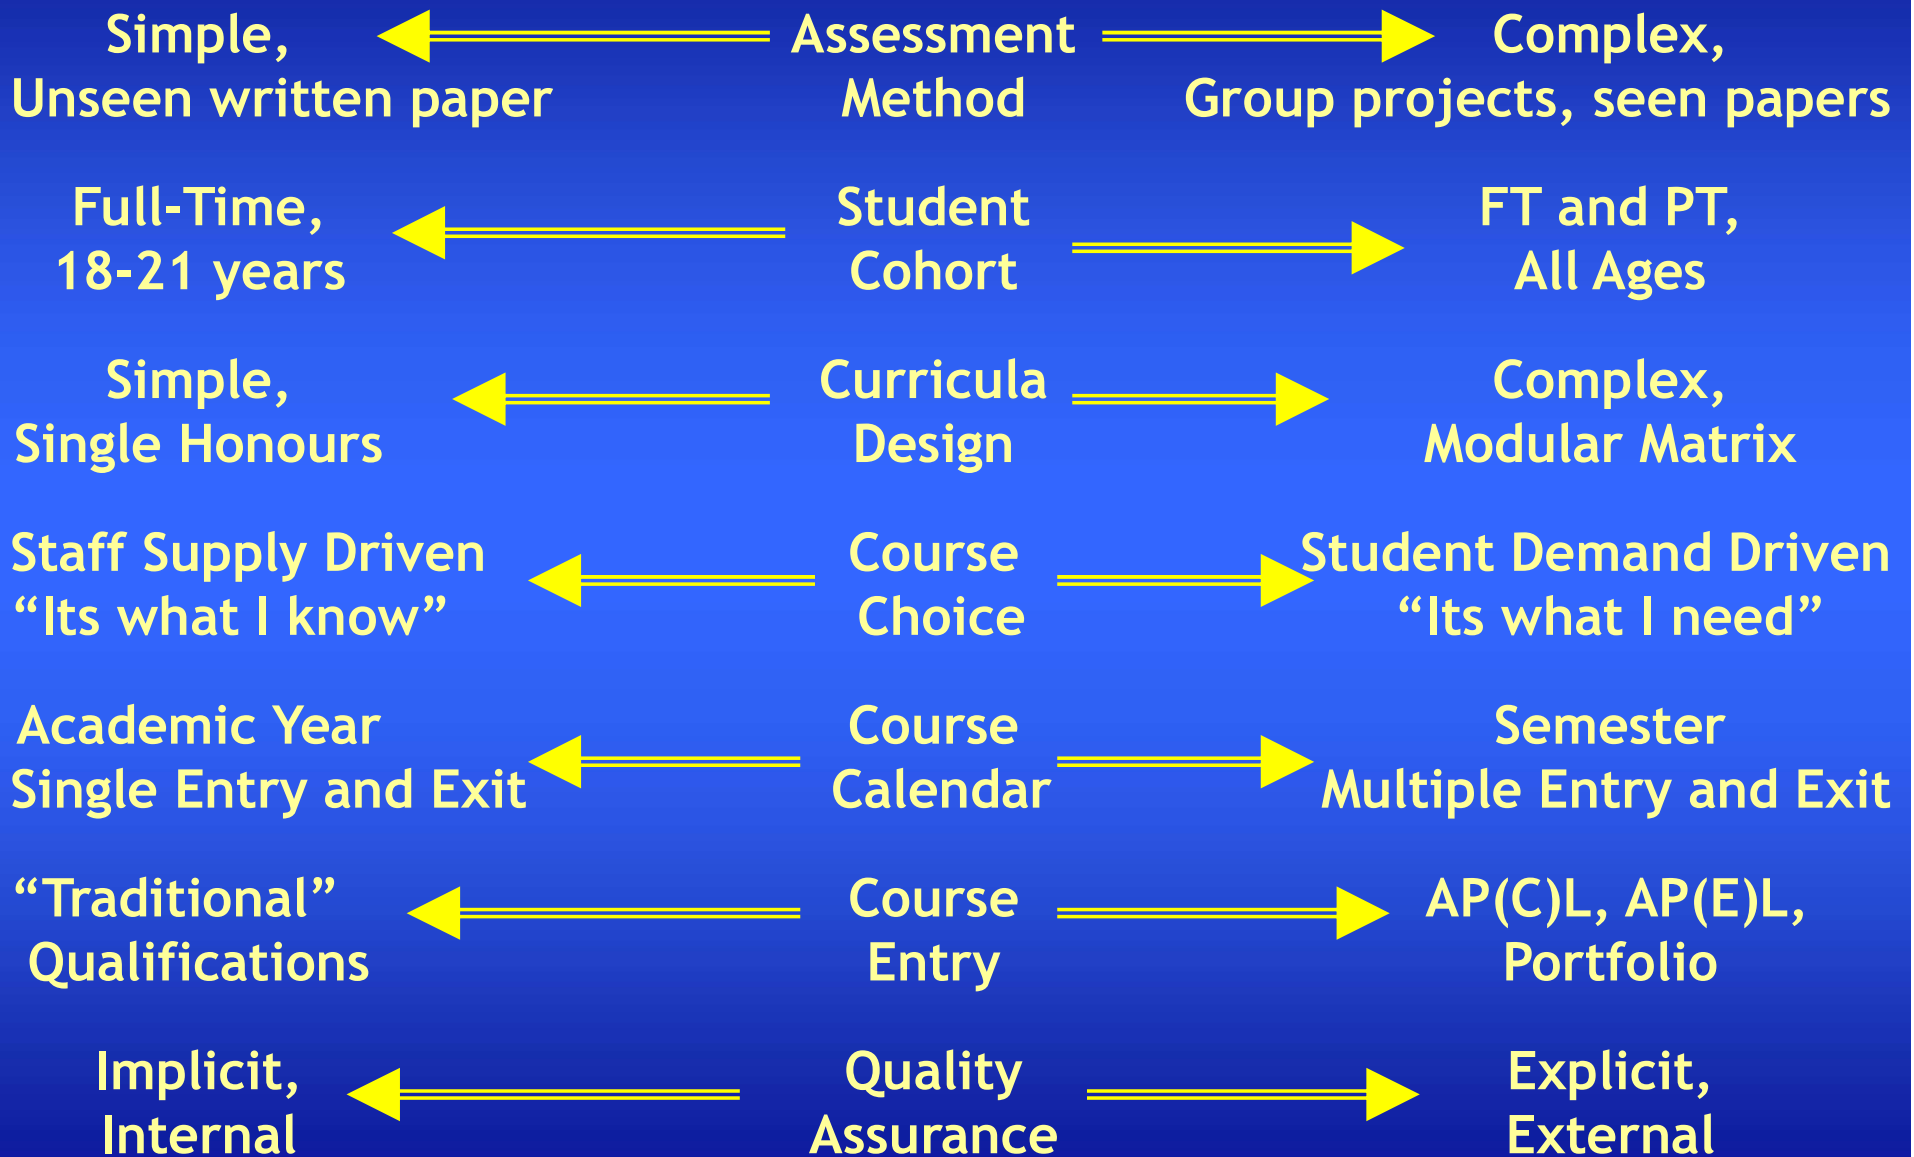 Simple, Assessment Complex,
Unseen written paper Method Group projects, seen papers
Full-Time, Student FT and PT,
18-21 years Cohort All Ages
Simple, Curricula Complex,
Single Honours Design Modular Matrix
Staff Supply Driven Course Student Demand Driven
“Its what I know” Choice “Its what I need”
Academic Year Course Semester
Single Entry and Exit Calendar Multiple Entry and Exit
“Traditional” Course AP(C)L, AP(E)L,
Qualifications Entry Portfolio
Implicit, Quality Explicit,
Internal Assurance External